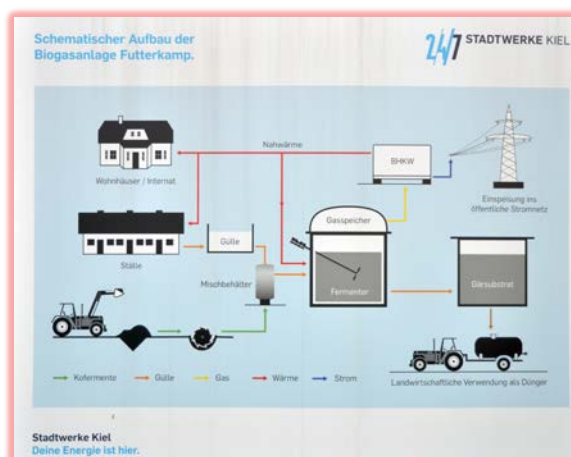 Schematischer Aufbau der
Biogasanlage Futterkamp.
24/7 STADTWERKE KIEL
Nahwärme
BHKW
Wohnhäuser / Internat
Einspeisung ins
öffentliche Stromnetz
Gasspeicher
Gülle
Ställe
Mischbehälter
Fermenter
Gärsubstrat
Kofermente
Gülle
Gas
Wärme
Strom
Landwirtschaftliche Verwendung als Dünger
Stadtwerke Kiel
Deine Energie ist hier.